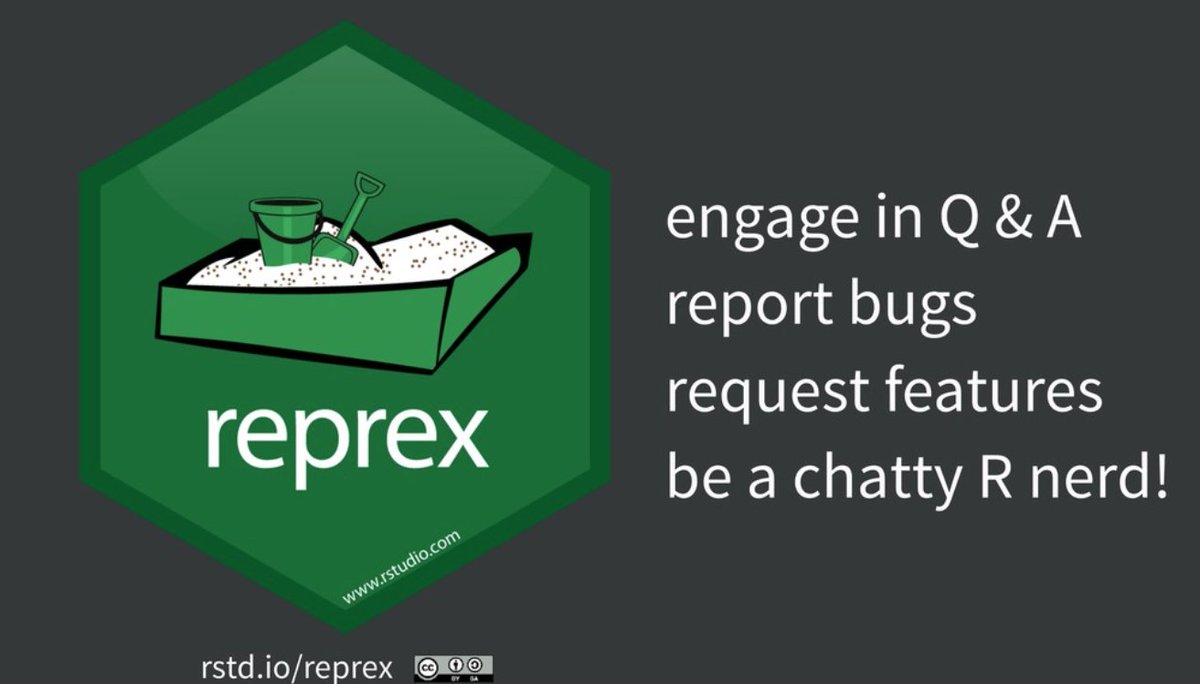 reprex
www.rstudio.com
engage in Q & A
report bugs
request features
be a chatty R nerd!
rstd.io/reprex
cc
BY SA